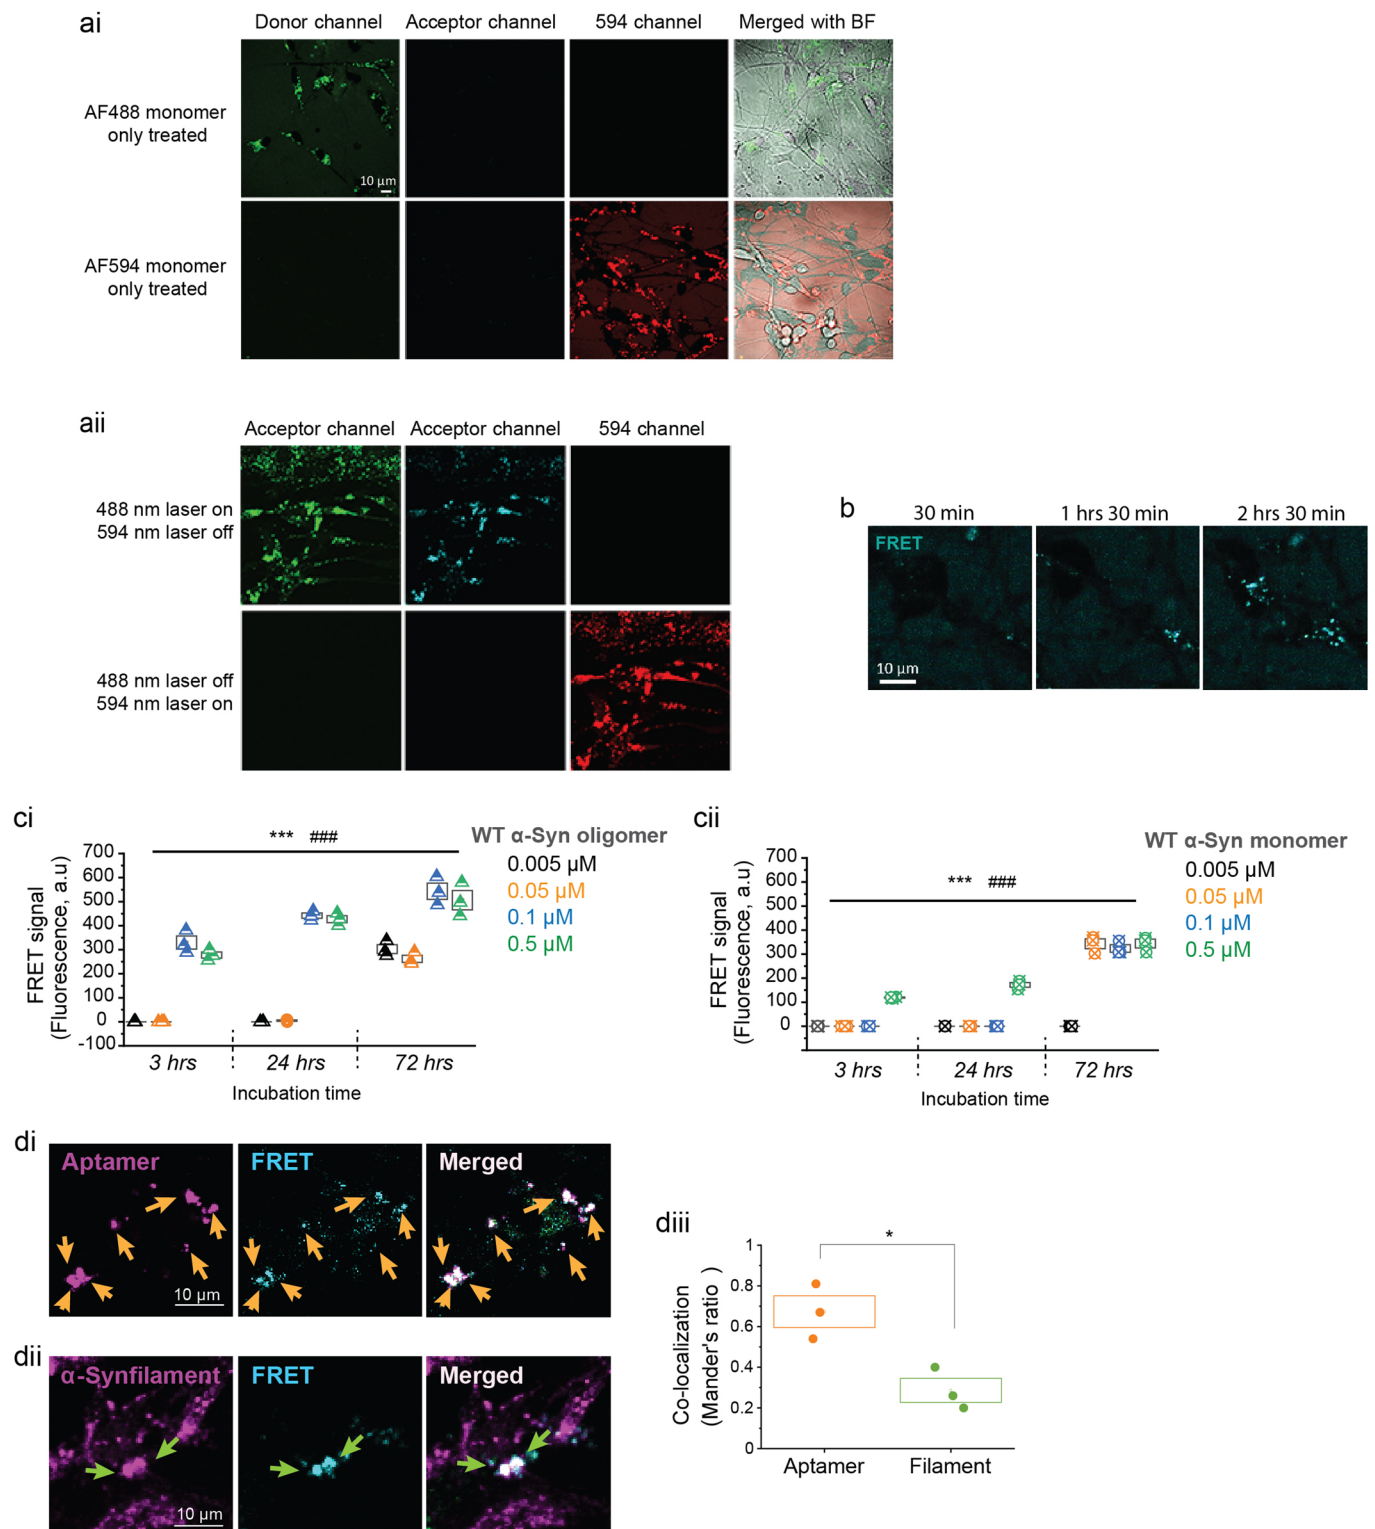 ai
Donor channel
Acceptor channel
594 channel
Merged with BF
AF488 monomer
only treated
10 µm
AF594 monomer
only treated
aii
Acceptor channel
Acceptor channel
594 channel
488 nm laser on
594 nm laser off
488 nm laser off
594 nm laser on
b
30 min
1 hrs 30 min
2 hrs 30 min
FRET
10 µm
ci
*** ###
WT α-Syn oligomer
0.005 µM
0.05 µM
0.1 µM
0.5 µM
FRET signal
(Fluorescence, a.u)
700
600
500
400
300
200
100
0
-100
3 hrs
24 hrs
72 hrs
Incubation time
cii
*** ###
WT α-Syn monomer
0.005 µM
0.05 µM
0.1 µM
0.5 µM
FRET signal
(Fluorescence, a.u)
700
600
500
400
300
200
100
0
3 hrs
24 hrs
72 hrs
Incubation time
di
Aptamer
FRET
Merged
10 µm
dii
α-Synfilament
FRET
Merged
10 µm
diii
*
Co-localization
(Mander's ratio )
1
0.8
0.6
0.4
0.2
0
Aptamer
Filament